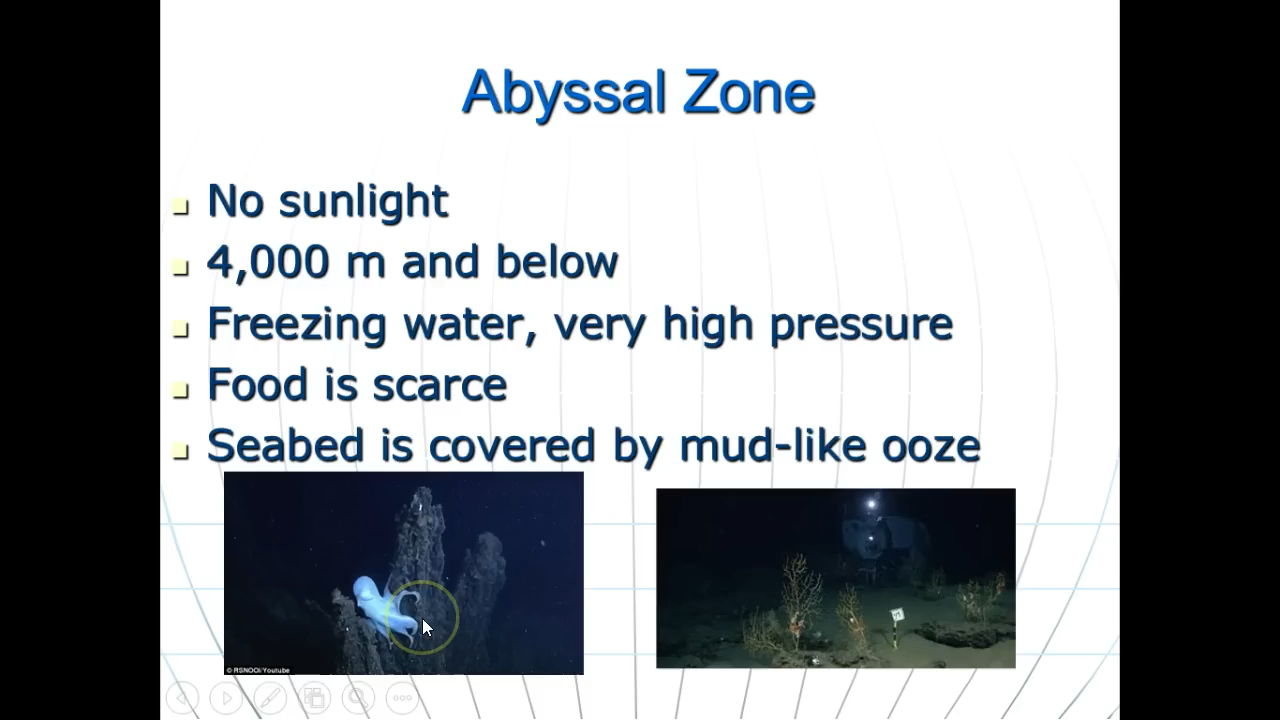 Abyssal Zone
No sunlight
4,000 m and below
Freezing water, very high pressure
Food is scarce
Seabed is covered by mud-like ooze
© RSNOO/Youtube